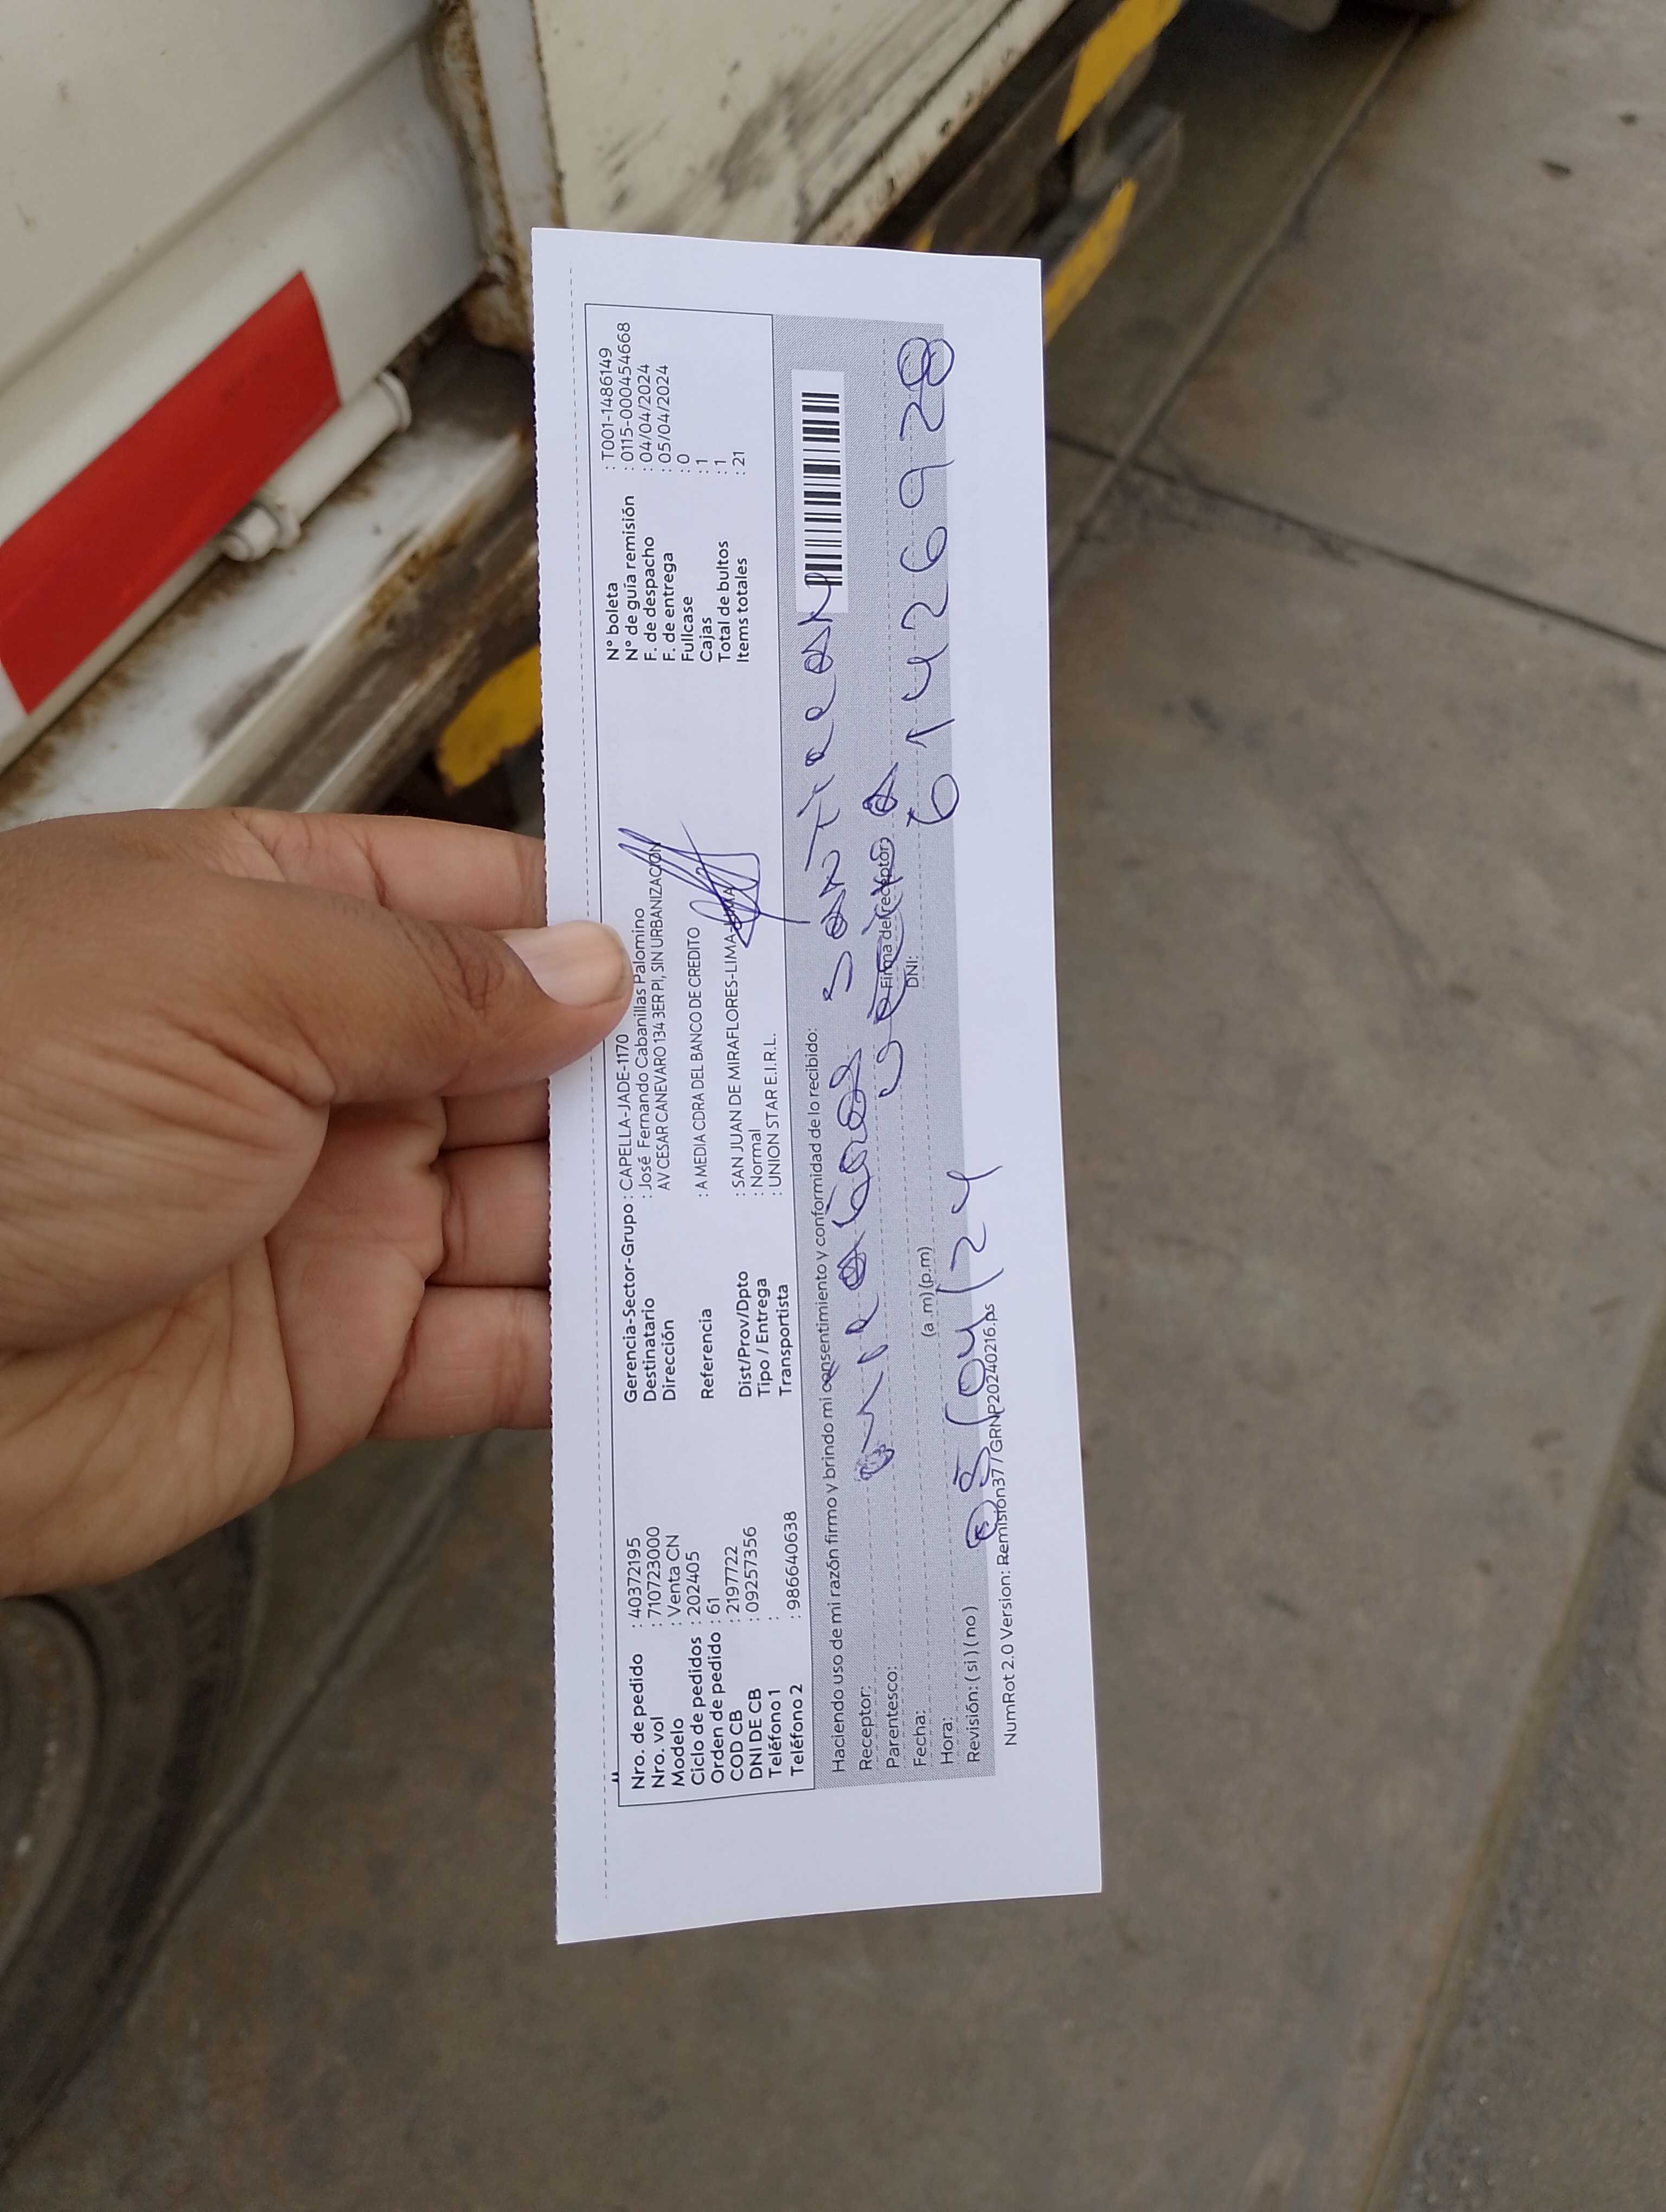 Nro. de pedido : 40372195
Nro. vol : 710723000
Modelo : Venta CN
Ciclo de pedidos : 202405
Orden de pedido : 61
COD CB : 2197722
DNI DE CB : 09257356
Teléfono 1 :
Teléfono 2 : 986640638
Gerencia-Sector-Grupo : CAPELLA-JADE-1170
Destinatario : José Fernando Cabanillas Palomino
Dirección AV CESAR CANEVARO 134 3ER PI, SIN URBANIZACION
Referencia : A MEDIA CDRA DEL BANCO DE CREDITO
Dist/Prov/Dpto : SAN JUAN DE MIRAFLORES-LIMA-LIMA
Tipo / Entrega : Normal
Transportista : UNION STAR E.I.R.L.
N° boleta : T001-1486149
N° de guía remisión : 0115-000454668
F. de despacho : 04/04/2024
F. de entrega : 05/04/2024
Fullcase : 0
Cajas : 1
Total de bultos : 1
Items totales : 21
Haciendo uso de mi razón firmo y brindo mi consentimiento y conformidad de lo recibido:
Receptor:
Parentesco:
Firma del receptor
Fecha:
DNI: 61426928
Hora: (a .m) (p.m)
Revisión: ( si ) ( no )
05/04/24
NumRot 2.0 Version: Remision37 / GRNP20240216.ps